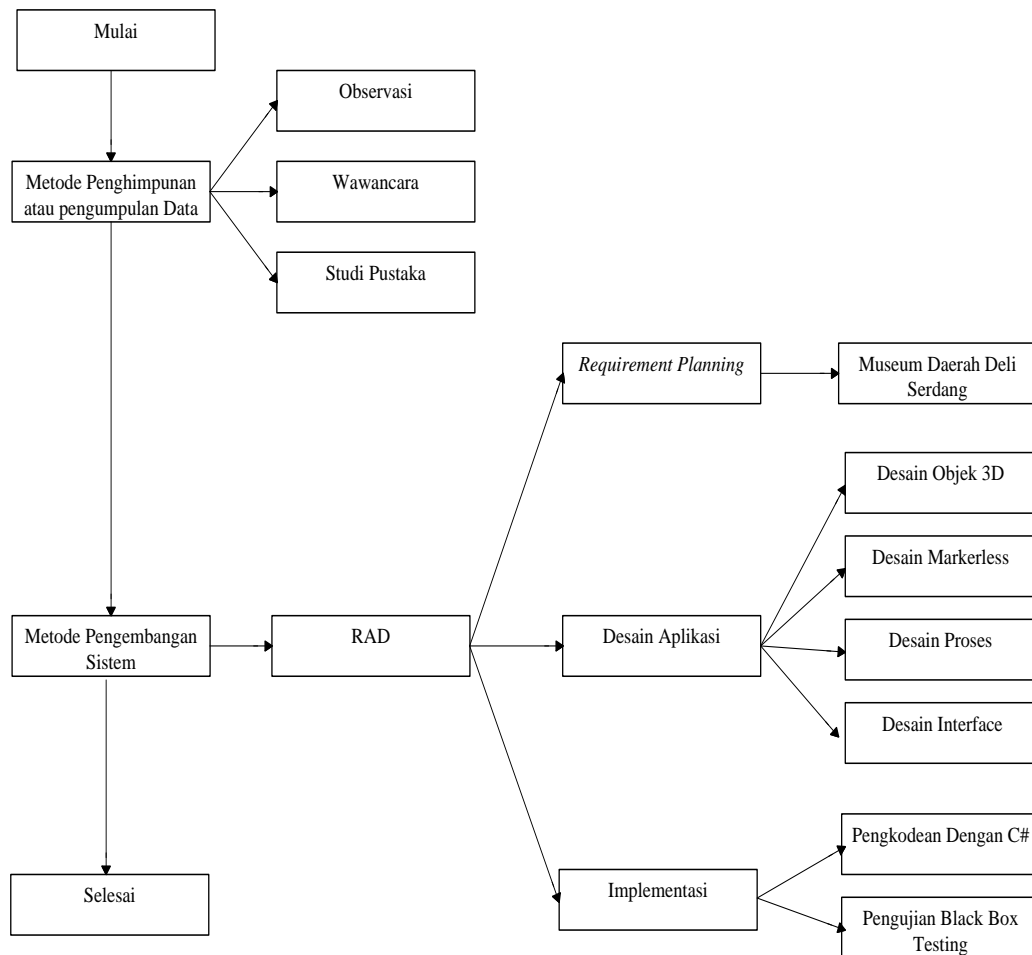 Mulai
Observasi
Metode Penghimpunan
atau pengumpulan Data
Wawancara
Studi Pustaka
Requirement Planning
Museum Daerah Deli
Serdang
Desain Objek 3D
Desain Markerless
Metode Pengembangan
Sistem
RAD
Desain Aplikasi
Desain Proses
Desain Interface
Pengkodean Dengan C#
Selesai
Implementasi
Pengujian Black Box
Testing